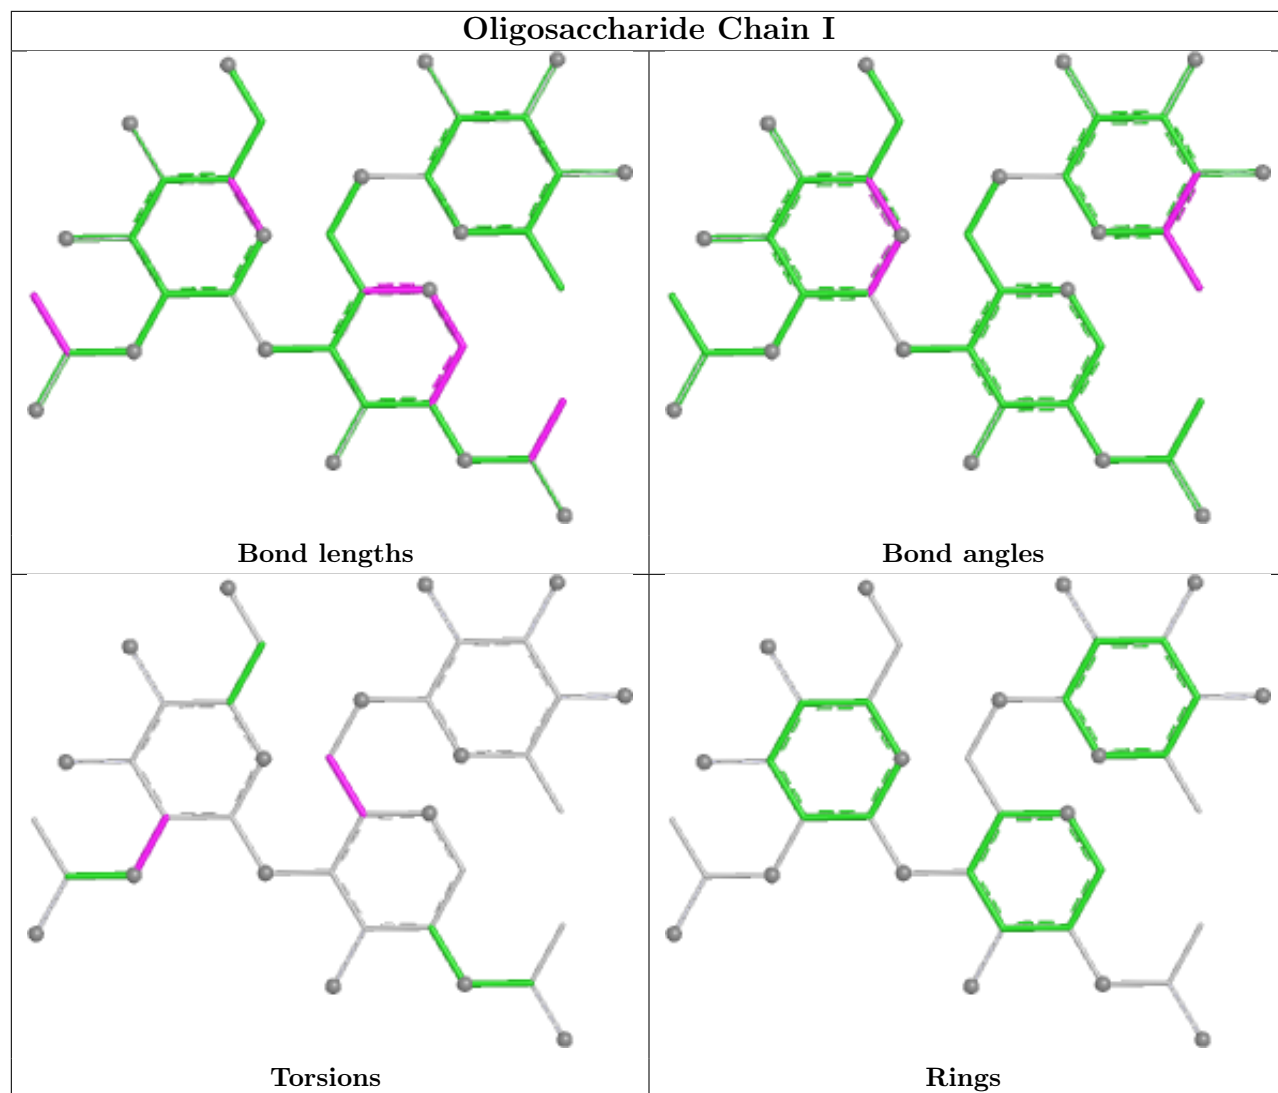 Oligosaccharide Chain I
Bond lengths
Bond angles
Torsions
Rings